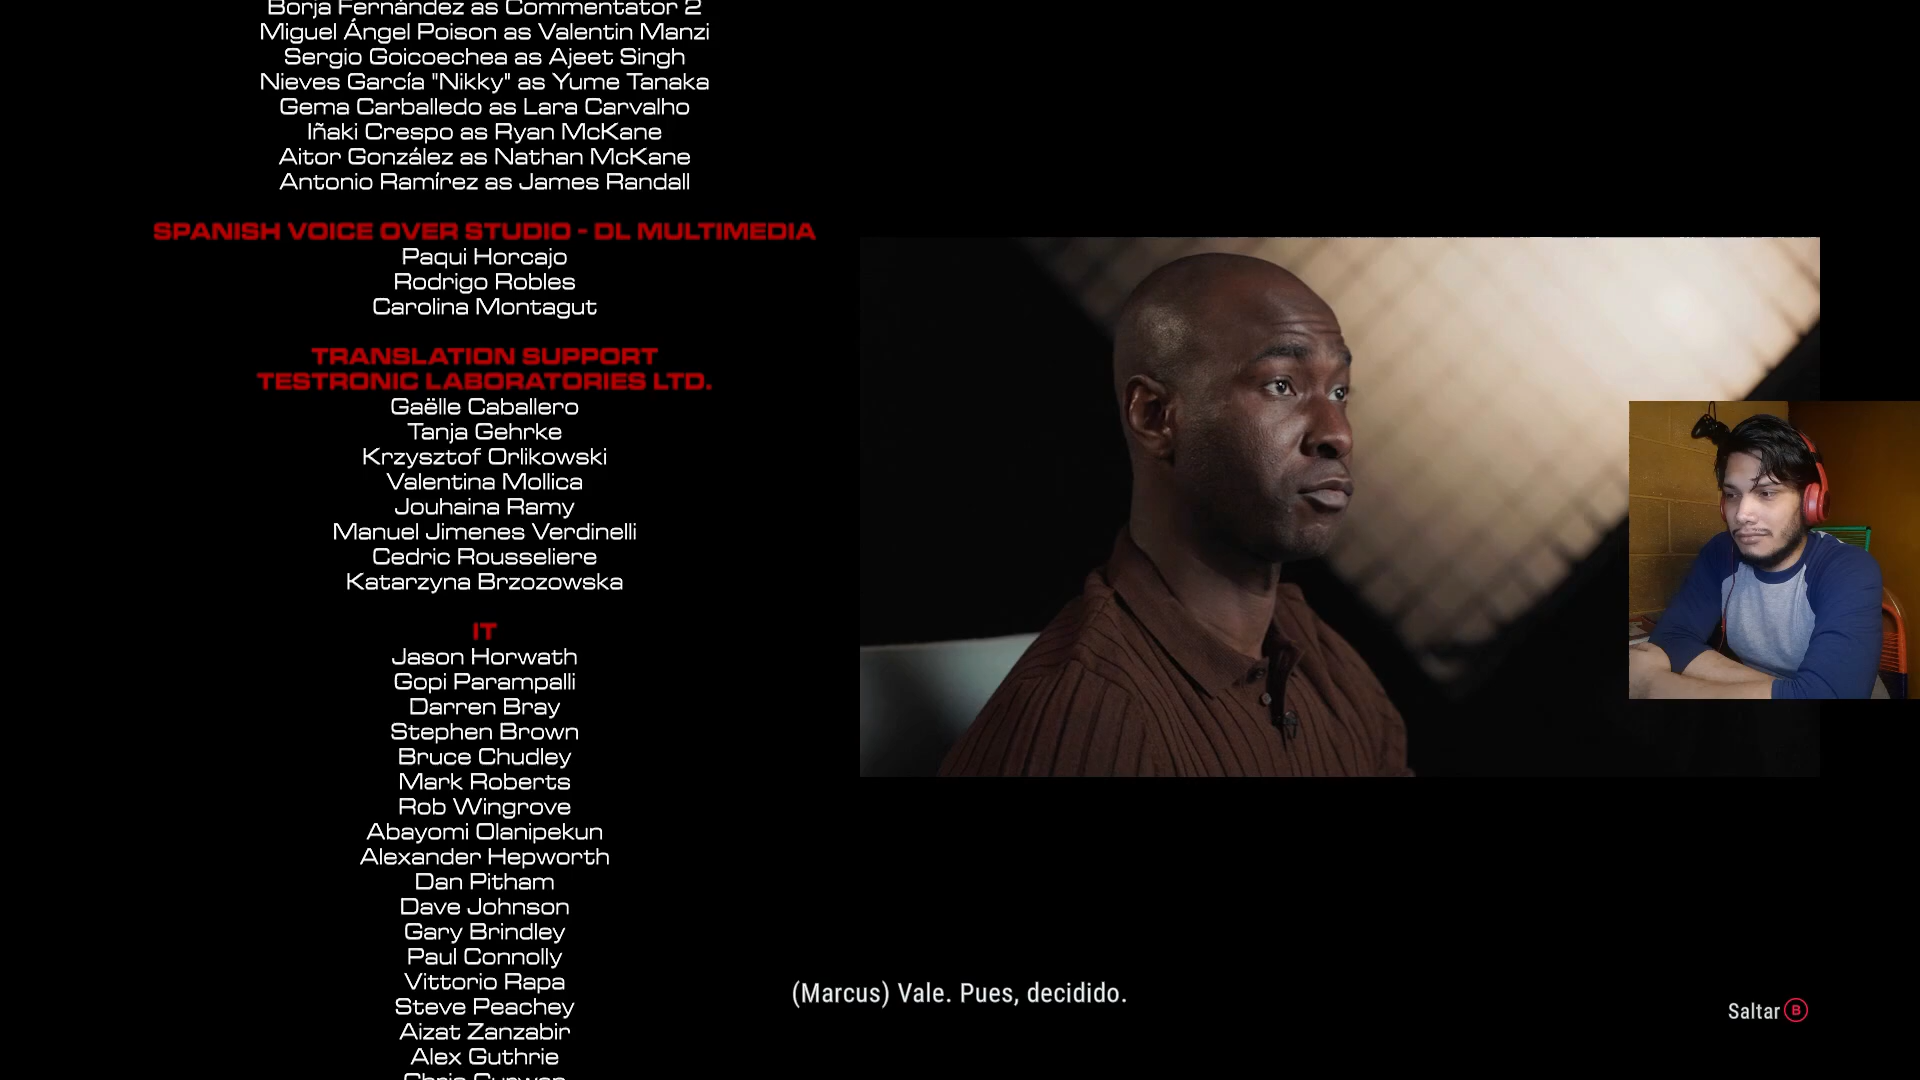 Borja Fernández as Commentator 2
Miguel Ángel Poison as Valentin Manzi
Sergio Goicoechea as Ajeet Singh
Nieves García "Nikky" as Yume Tanaka
Gema Carballedo as Lara Carvalho
Iñaki Crespo as Ryan McKane
Aitor González as Nathan McKane
Antonio Ramírez as James Randall
SPANISH VOICE OVER STUDIO - DL MULTIMEDIA
Paqui Horcajo
Rodrigo Robles
Carolina Montagut
TRANSLATION SUPPORT
TESTRONIC LABORATORIES LTD.
Gaëlle Caballero
Tanja Gehrke
Krzysztof Orlikowski
Valentina Mollica
Jouhaina Ramy
Manuel Jimenes Verdinelli
Cedric Rousseliere
Katarzyna Brzozowska
IT
Jason Horwath
Gopi Parampalli
Darren Bray
Stephen Brown
Bruce Chudley
Mark Roberts
Rob Wingrove
Abayomi Olanipekun
Alexander Hepworth
Dan Pitham
Dave Johnson
Gary Brindley
Paul Connolly
Vittorio Rapa
Steve Peachey
Aizat Zanzabir
Alex Guthrie
(Marcus) Vale. Pues, decidido.
Saltar B